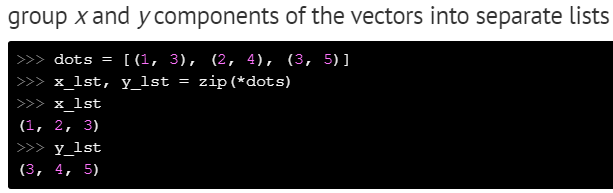 group x and y components of the vectors into separate lists
>>> dots = [(1, 3), (2, 4), (3, 5)]
>>> x_lst, y_lst = zip(*dots)
>>> x_lst
(1, 2, 3)
>>> y_lst
(3, 4, 5)